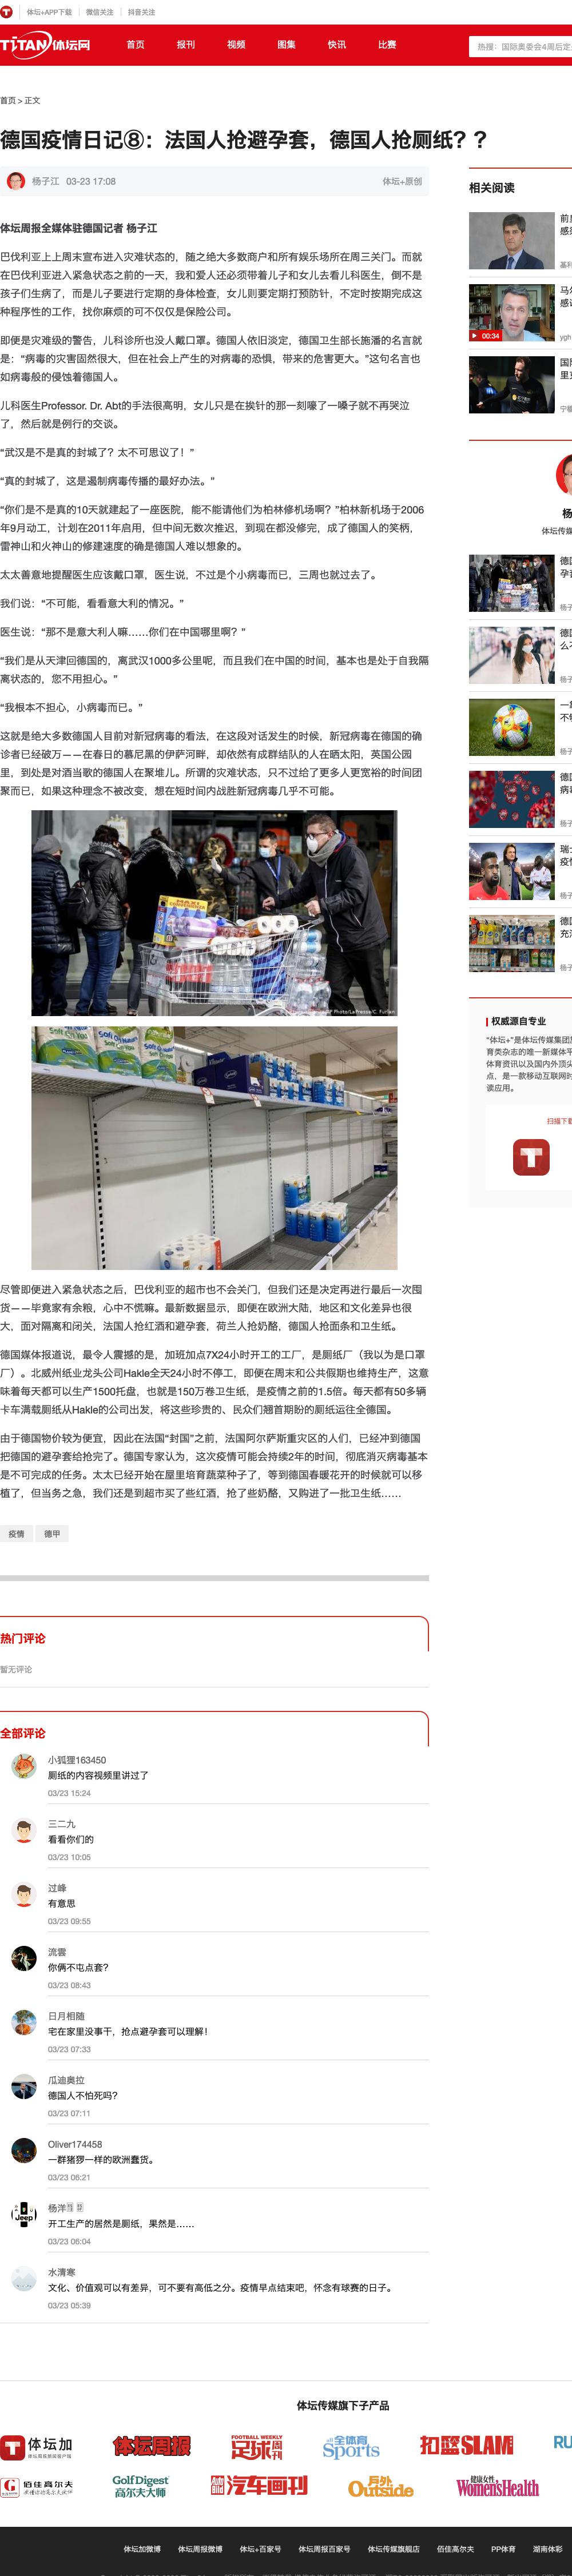 体坛+APP下载 微信关注 抖音关注
TiTAN体坛网 首页 报刊 视频 图集 快讯 比赛 热搜：国际奥委会4周后定
首页 > 正文
德国疫情日记⑧：法国人抢避孕套，德国人抢厕纸？？
杨子江 03-23 17:08 体坛+原创
体坛周报全媒体驻德国记者 杨子江
巴伐利亚上上周末宣布进入灾难状态的，随之绝大多数商户和所有娱乐场所在周三关门。而就
在巴伐利亚进入紧急状态之前的一天，我和爱人还必须带着儿子和女儿去看儿科医生，倒不是
孩子们生病了，而是儿子要进行定期的身体检查，女儿则要定期打预防针，不定时按期完成这
种程序性的工作，找你麻烦的可不仅仅是保险公司。
即便是灾难级的警告，儿科诊所也没人戴口罩。德国人依旧淡定，德国卫生部长施潘的名言就
是：“病毒的灾害固然很大，但在社会上产生的对病毒的恐惧，带来的危害更大。”这句名言也
如病毒般的侵蚀着德国人。
儿科医生Professor. Dr. Abt的手法很高明，女儿只是在挨针的那一刻嚎了一嗓子就不再哭泣
了，然后就是例行的交谈。
“武汉是不是真的封城了？太不可思议了！”
“真的封城了，这是遏制病毒传播的最好办法。”
“你们是不是真的10天就建起了一座医院，能不能请他们为柏林修机场啊？”柏林新机场于2006
年9月动工，计划在2011年启用，但中间无数次推迟，到现在都没修完，成了德国人的笑柄，
雷神山和火神山的修建速度的确是德国人难以想象的。
太太善意地提醒医生应该戴口罩，医生说，不过是个小病毒而已，三周也就过去了。
我们说：“不可能，看看意大利的情况。”
医生说：“那不是意大利人嘛……你们在中国哪里啊？”
“我们是从天津回德国的，离武汉1000多公里呢，而且我们在中国的时间，基本也是处于自我隔
离状态的，您不用担心。”
“我根本不担心，小病毒而已。”
这就是绝大多数德国人目前对新冠病毒的看法，在这段对话发生的时候，新冠病毒在德国的确
诊者已经破万——在春日的慕尼黑的伊萨河畔，却依然有成群结队的人在晒太阳，英国公园
里，到处是对酒当歌的德国人在聚堆儿。所谓的灾难状态，只不过给了更多人更宽裕的时间团
聚而已，如果这种理念不被改变，想在短时间内战胜新冠病毒几乎不可能。
尽管即便进入紧急状态之后，巴伐利亚的超市也不会关门，但我们还是决定再进行最后一次囤
货——毕竟家有余粮，心中不慌嘛。最新数据显示，即便在欧洲大陆，地区和文化差异也很
大，面对隔离和闭关，法国人抢红酒和避孕套，荷兰人抢奶酪，德国人抢面条和卫生纸。
德国媒体报道说，最令人震撼的是，加班加点7X24小时开工的工厂，是厕纸厂（我以为是口罩
厂）。北威州纸业龙头公司Hakle全天24小时不停工，即便在周末和公共假期也维持生产，这意
味着每天都可以生产1500托盘，也就是150万卷卫生纸，是疫情之前的1.5倍。每天都有50多辆
卡车满载厕纸从Hakle的公司出发，将这些珍贵的、民众们翘首期盼的厕纸运往全德国。
由于德国物价较为便宜，因此在法国“封国”之前，法国阿尔萨斯重灾区的人们，已经冲到德国
把德国的避孕套给抢完了。德国专家认为，这次疫情可能会持续2年的时间，彻底消灭病毒基本
是不可完成的任务。太太已经开始在屋里培育蔬菜种子了，等到德国春暖花开的时候就可以移
植了，但当务之急，我们还是到超市买了些红酒，抢了些奶酪，又购进了一批卫生纸……
疫情 德甲
热门评论
暂无评论
全部评论
小狐狸163450
厕纸的内容视频里讲过了
03/23 15:24
三二九
看看你们的
03/23 10:05
过峰
有意思
03/23 09:55
流雲
你俩不屯点套？
03/23 08:43
日月相随
宅在家里没事干，抢点避孕套可以理解！
03/23 07:33
瓜迪奥拉
德国人不怕死吗？
03/23 07:11
Oliver174458
一群猪猡一样的欧洲蠢货。
03/23 06:21
杨洋
开工生产的居然是厕纸，果然是……
03/23 06:04
水清寒
文化、价值观可以有差异，可不要有高低之分。疫情早点结束吧，怀念有球赛的日子。
03/23 05:39
相关阅读
00:34
体坛传媒
权威源自专业
“体坛+”是体坛传媒集团
育类杂志的唯一新媒体平
体育资讯以及国内外顶尖
点，是一款移动互联网时
读应用。
扫描下载
体坛传媒旗下子产品
体坛加 体坛周报 FOOTBALL WEEKLY 足球周刊 全体育 Sports 扣篮SLAM
佰佳高尔夫 Golf Digest 高尔夫大师 汽车画刊 户外 Outside 健康女性 Women'sHealth
体坛加微博 体坛周报微博 体坛+百家号 体坛周报百家号 体坛传媒旗舰店 佰佳高尔夫 PP体育 湖南体彩